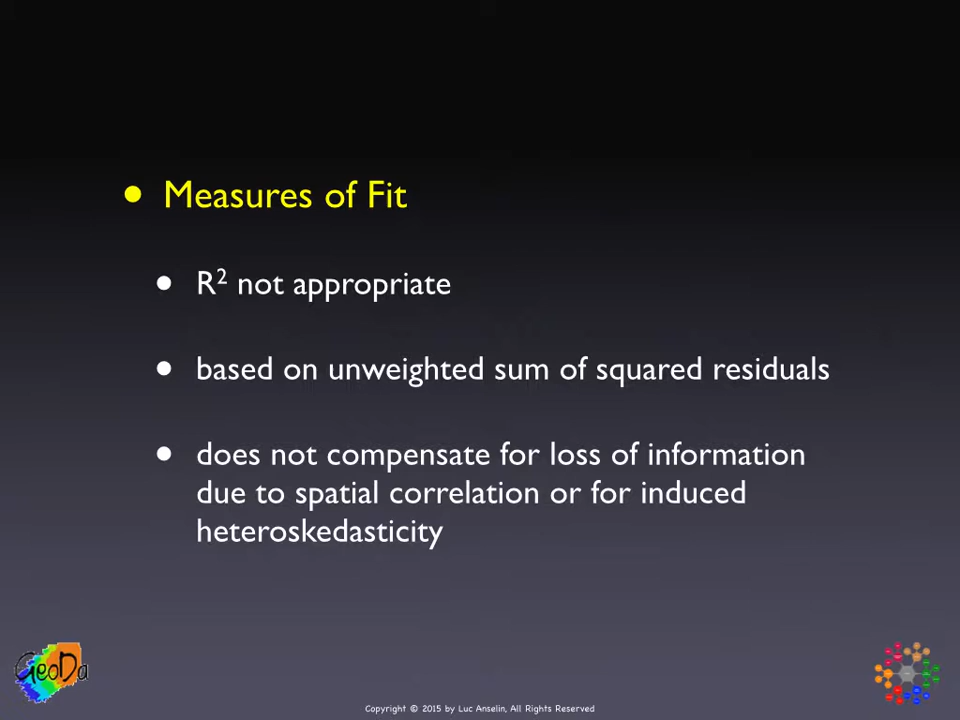 • Measures of Fit
• R² not appropriate
• based on unweighted sum of squared residuals
• does not compensate for loss of information
due to spatial correlation or for induced
heteroskedasticity
GeoDa
Copyright © 2015 by Luc Anselin, All Rights Reserved